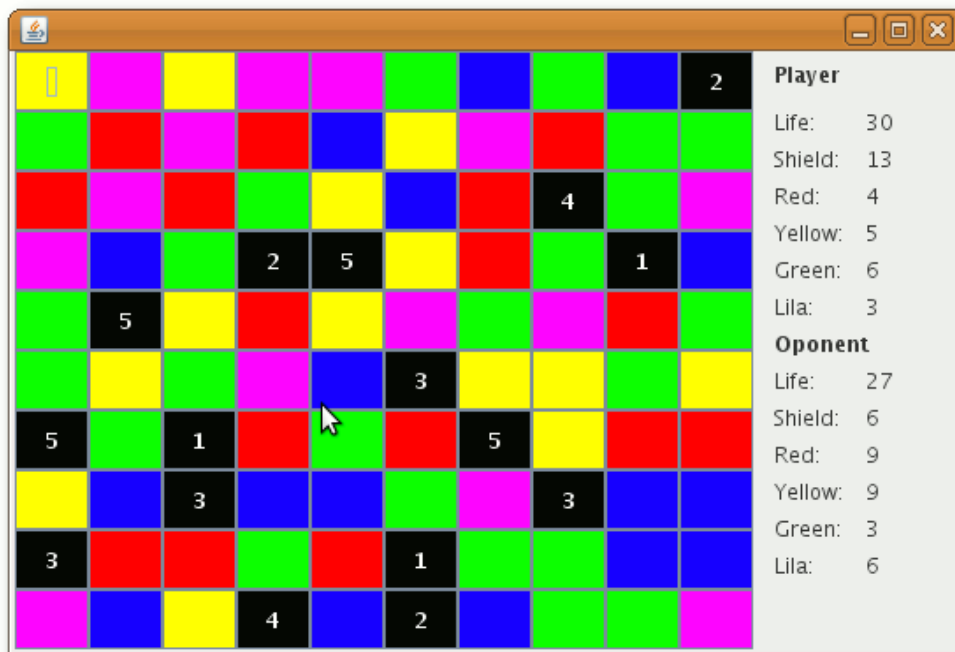 Player
2
Life: 30
Shield: 13
Red: 4
4
Yellow: 5
2 5 1
Green: 6
Lila: 3
5
Oponent
3
Life: 27
Shield: 6
5 1 5
Red: 9
3 3
Yellow: 9
Green: 3
3 1
Lila: 6
4 2